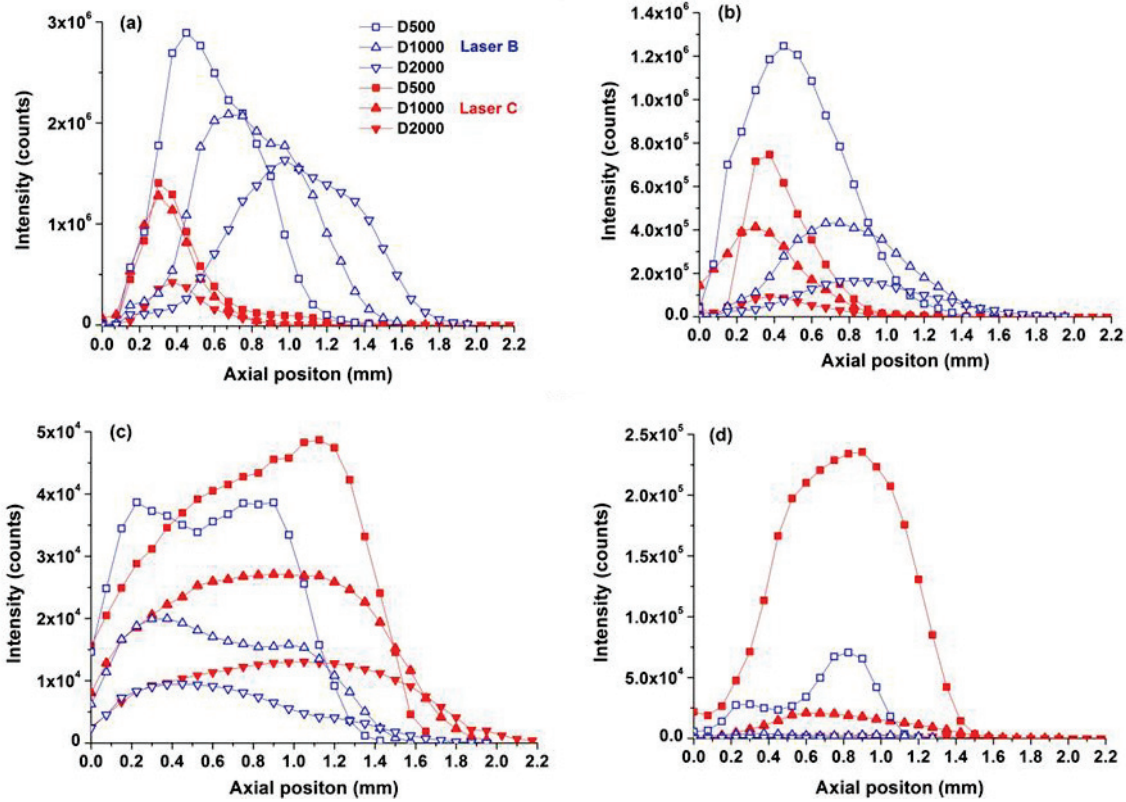 (a)
3x10⁶
2x10⁶
1x10⁶
0
Intensity (counts)
0.0 0.2 0.4 0.6 0.8 1.0 1.2 1.4 1.6 1.8 2.0 2.2
Axial positon (mm)
D500
D1000 Laser B
D2000
D500
D1000 Laser C
D2000
(b)
1.4x10⁶
1.2x10⁶
1.0x10⁶
8.0x10⁵
6.0x10⁵
4.0x10⁵
2.0x10⁵
0.0
Intensity (counts)
0.0 0.2 0.4 0.6 0.8 1.0 1.2 1.4 1.6 1.8 2.0 2.2
Axial positon (mm)
(c)
5x10⁴
4x10⁴
3x10⁴
2x10⁴
1x10⁴
0
Intensity (counts)
0.0 0.2 0.4 0.6 0.8 1.0 1.2 1.4 1.6 1.8 2.0 2.2
Axial positon (mm)
(d)
2.5x10⁵
2.0x10⁵
1.5x10⁵
1.0x10⁵
5.0x10⁴
0.0
Intensity (counts)
0.0 0.2 0.4 0.6 0.8 1.0 1.2 1.4 1.6 1.8 2.0 2.2
Axial positon (mm)